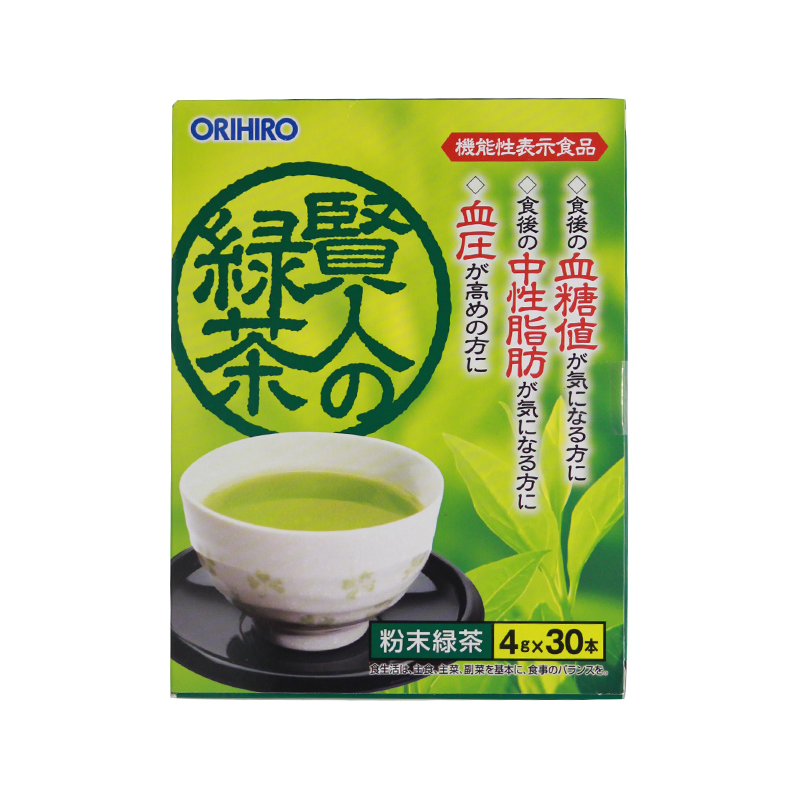 ORIHIRO
機能性表示食品
賢人の
緑茶
◇食後の血糖値が気になる方に
◇食後の中性脂肪が気になる方に
◇血圧が高めの方に
粉末緑茶 4g×30本
食生活は、主食、主菜、副菜を基本に、食事のバランスを。